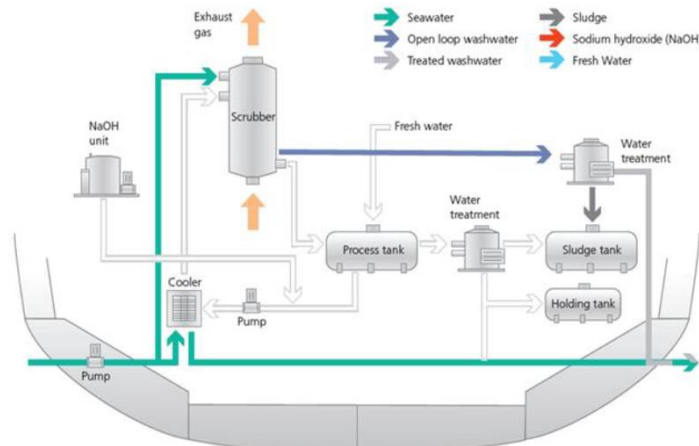 Exhaust
gas
Seawater
Sludge
Open loop washwater
Sodium hydroxide (NaOH
Treated washwater
Fresh Water
Scrubber
NaOH
unit
Fresh water
Water
treatment
Water
treatment
Process tank
Sludge tank
Cooler
Holding tank
Pump
Pump